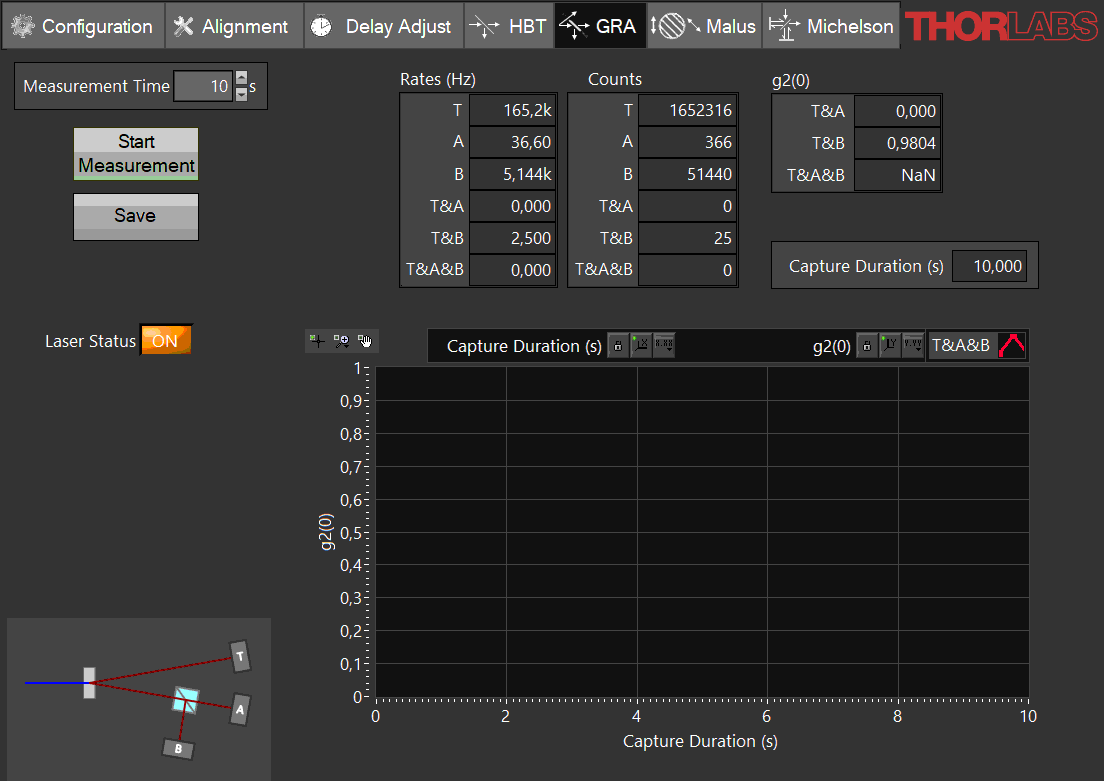 Configuration Alignment Delay Adjust HBT GRA Malus Michelson THORLABS
Measurement Time 10 s
Start
Measurement
Save
Rates (Hz)
T 165,2k
A 36,60
B 5,144k
T&A 0,000
T&B 2,500
T&A&B 0,000
Counts
T 1652316
A 366
B 51440
T&A 0
T&B 25
T&A&B 0
g2(0)
T&A 0,000
T&B 0,9804
T&A&B NaN
Capture Duration (s) 10,000
Laser Status ON
Capture Duration (s) g2(0) T&A&B
1
0,9
0,8
0,7
0,6
0,5
0,4
0,3
0,2
0,1
0
g2(0)
0 2 4 6 8 10
Capture Duration (s)
T
A
B